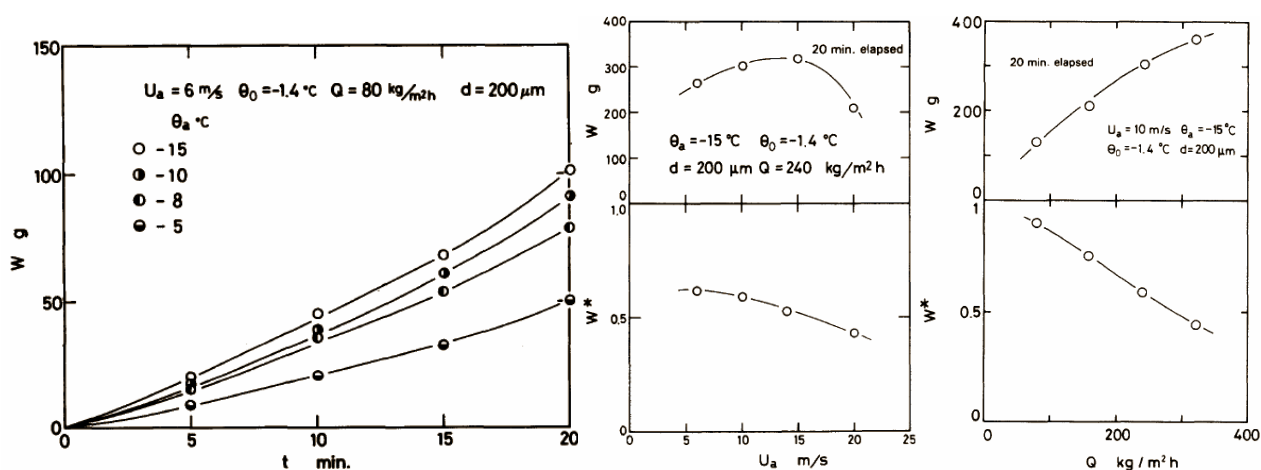 150
100
50
0
W g
Uₐ = 6 m/s θ₀ = -1.4 °C Q = 80 kg/m²h d = 200 μm
θₐ °C
-15
-10
- 8
- 5
0 5 10 15 20
t min.
400
300
200
100
0
W g
20 min. elapsed
θₐ = -15 °C θ₀ = -1.4 °C
d = 200 μm Q = 240 kg/m² h
1,0
0,5
0
W*
0 5 10 15 20 25
Uₐ m/s
400
300
200
100
0
W g
20 min. elapsed
Uₐ = 10 m/s θₐ = -15°C
θ₀ = -1.4 °C d = 200 μm
1
0.5
0
W*
0 100 200 300 400
Q kg/m² h